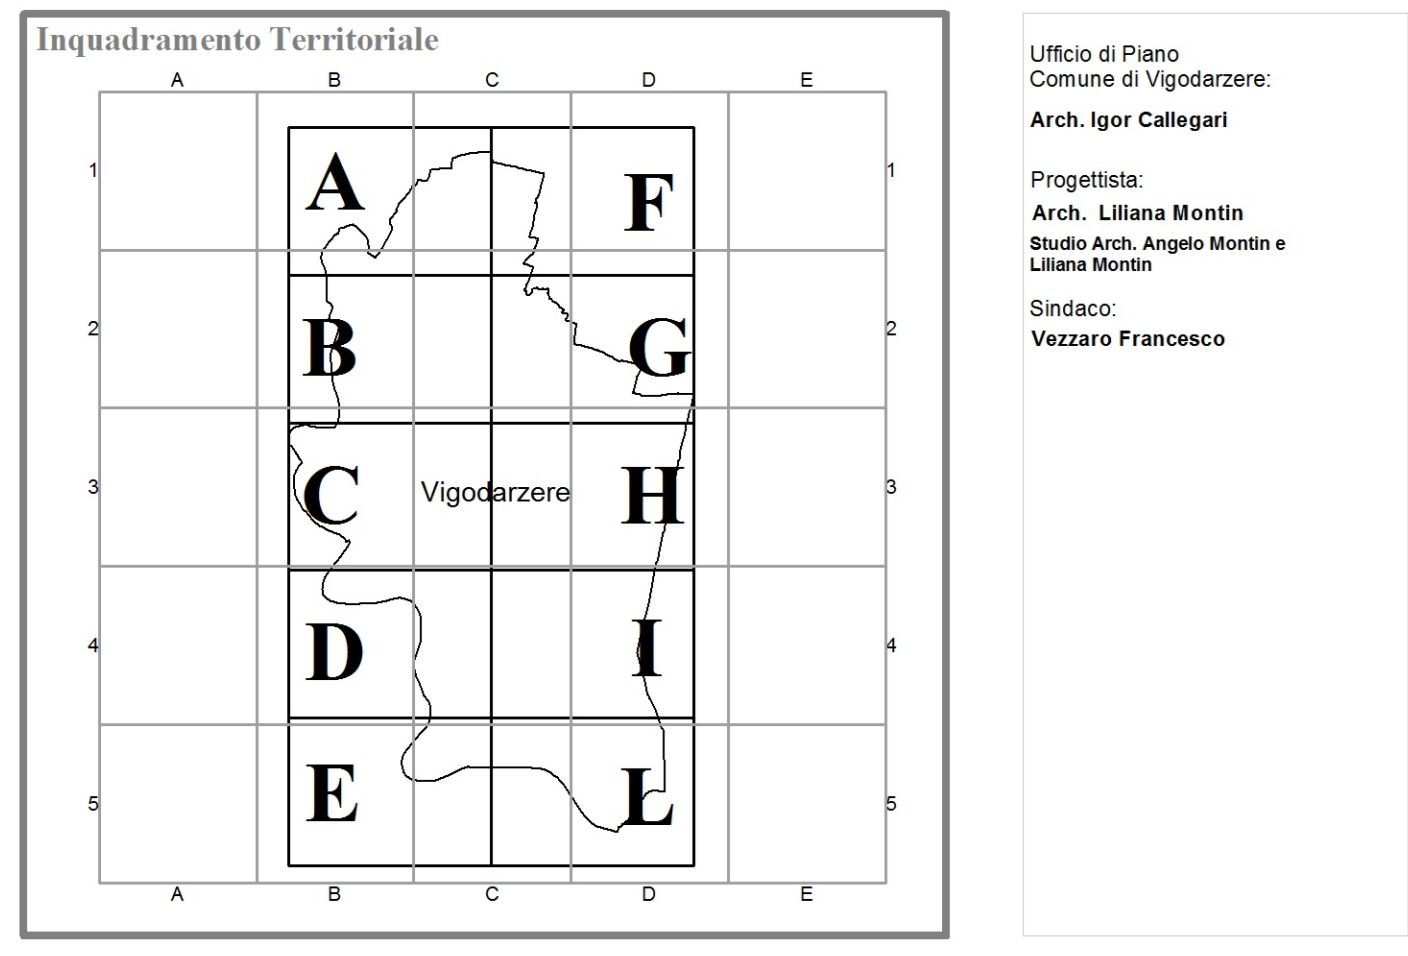 Inquadramento Territoriale
A B C D E
1 A F 1
2 B G 2
3 C Vigodarzere H 3
4 D I 4
5 E L 5
A B C D E
Ufficio di Piano
Comune di Vigodarzere:
Arch. Igor Callegari
Progettista:
Arch. Liliana Montin
Studio Arch. Angelo Montin e
Liliana Montin
Sindaco:
Vezzaro Francesco